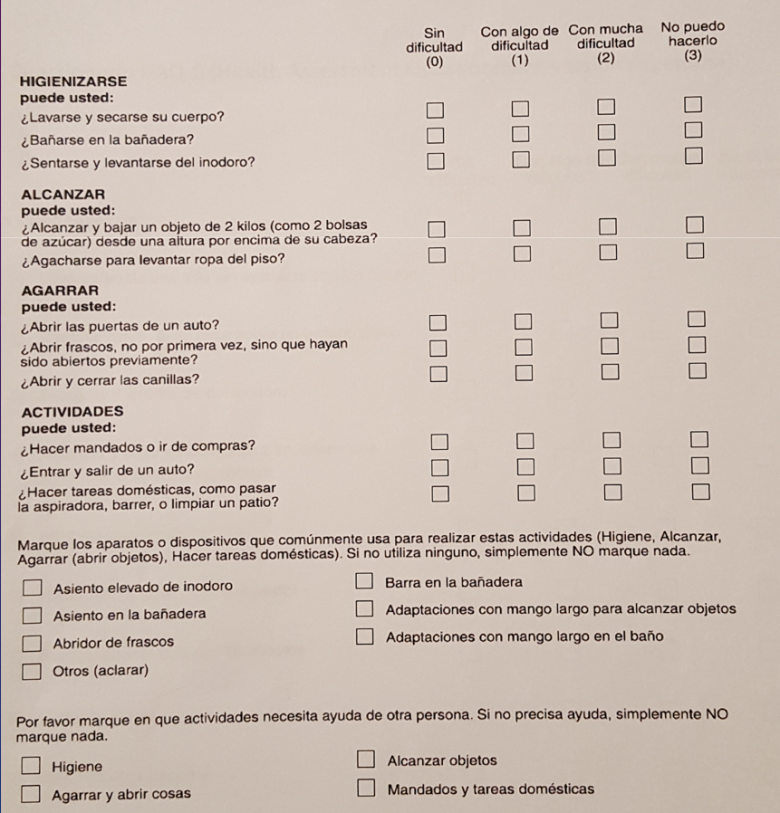 Sin Con algo de Con mucha No puedo
dificultad dificultad dificultad hacerlo
(0) (1) (2) (3)
HIGIENIZARSE
puede usted:
¿Lavarse y secarse su cuerpo?
¿Bañarse en la bañadera?
¿Sentarse y levantarse del inodoro?
ALCANZAR
puede usted:
¿Alcanzar y bajar un objeto de 2 kilos (como 2 bolsas
de azúcar) desde una altura por encima de su cabeza?
¿Agacharse para levantar ropa del piso?
AGARRAR
puede usted:
¿Abrir las puertas de un auto?
¿Abrir frascos, no por primera vez, sino que hayan
sido abiertos previamente?
¿Abrir y cerrar las canillas?
ACTIVIDADES
puede usted:
¿Hacer mandados o ir de compras?
¿Entrar y salir de un auto?
¿Hacer tareas domésticas, como pasar
la aspiradora, barrer, o limpiar un patio?
Marque los aparatos o dispositivos que comúnmente usa para realizar estas actividades (Higiene, Alcanzar,
Agarrar (abrir objetos), Hacer tareas domésticas). Si no utiliza ninguno, simplemente NO marque nada.
Asiento elevado de inodoro Barra en la bañadera
Asiento en la bañadera Adaptaciones con mango largo para alcanzar objetos
Abridor de frascos Adaptaciones con mango largo en el baño
Otros (aclarar)
Por favor marque en que actividades necesita ayuda de otra persona. Si no precisa ayuda, simplemente NO
marque nada.
Higiene Alcanzar objetos
Agarrar y abrir cosas Mandados y tareas domésticas